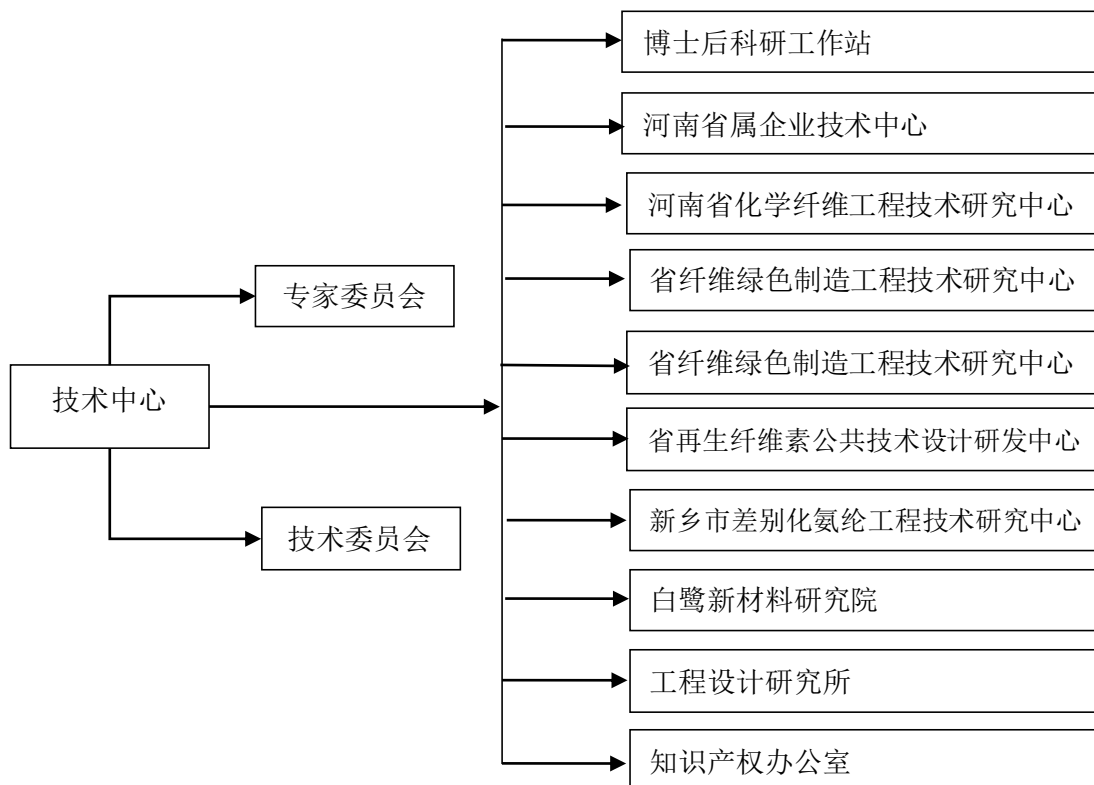 技术中心
专家委员会
技术委员会
博士后科研工作站
河南省属企业技术中心
河南省化学纤维工程技术研究中心
省纤维绿色制造工程技术研究中心
省纤维绿色制造工程技术研究中心
省再生纤维素公共技术设计研发中心
新乡市差别化氨纶工程技术研究中心
白鹭新材料研究院
工程设计研究所
知识产权办公室